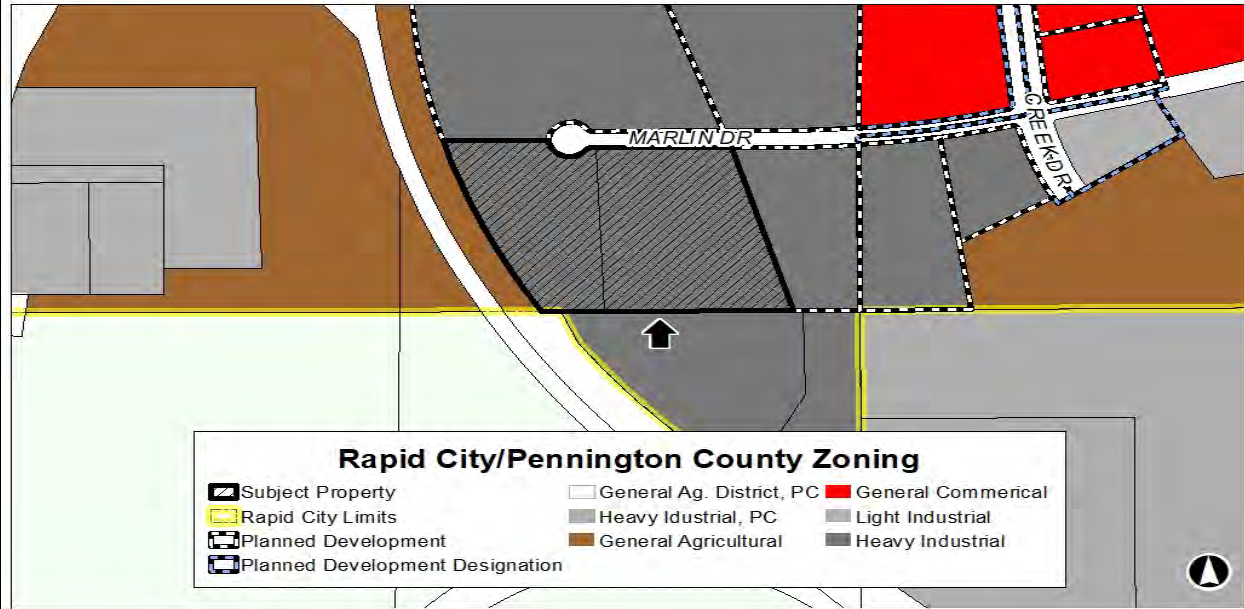 MARLIN DR
CREEK DR
Rapid City/Pennington County Zoning
Subject Property
General Ag. District, PC
General Commerical
Rapid City Limits
Heavy Idustrial, PC
Light Industrial
Planned Development
General Agricultural
Heavy Industrial
Planned Development Designation